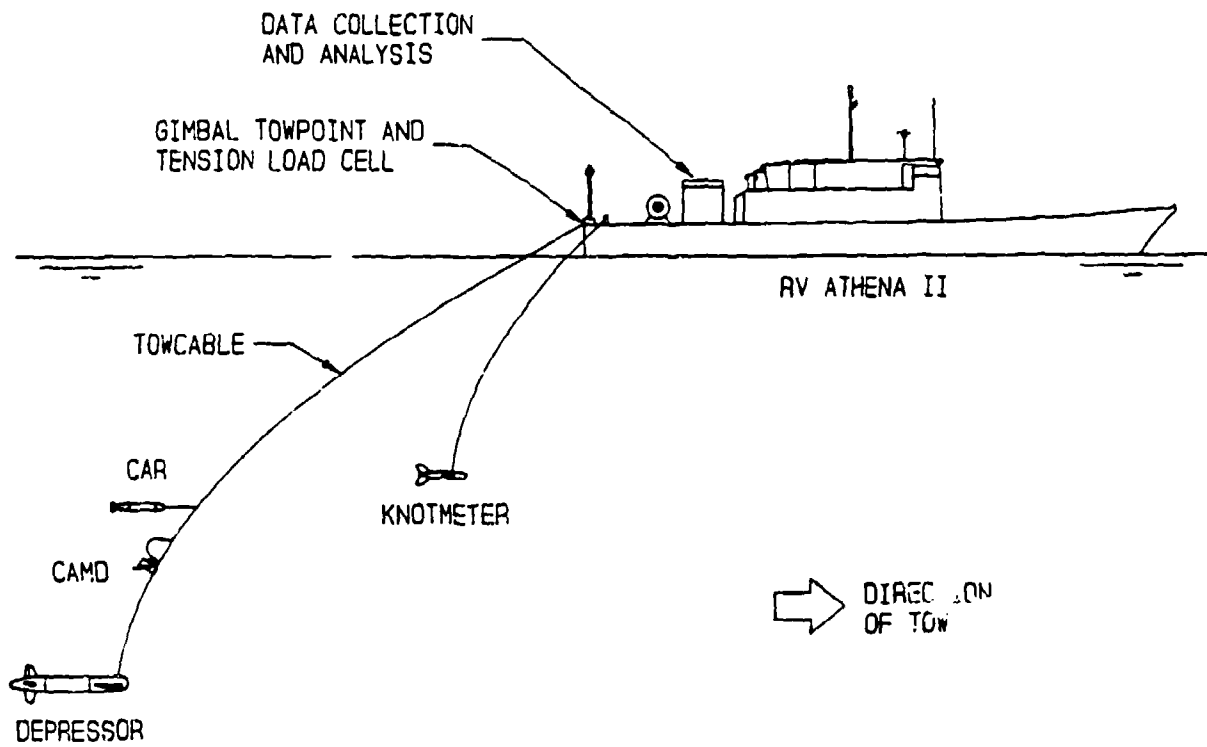 DATA COLLECTION
AND ANALYSIS
GIMBAL TOWPOINT AND
TENSION LOAD CELL
RV ATHENA II
TOWCABLE
CAR
KNOTMETER
CAMD
OF TOW
DEPRESSOR